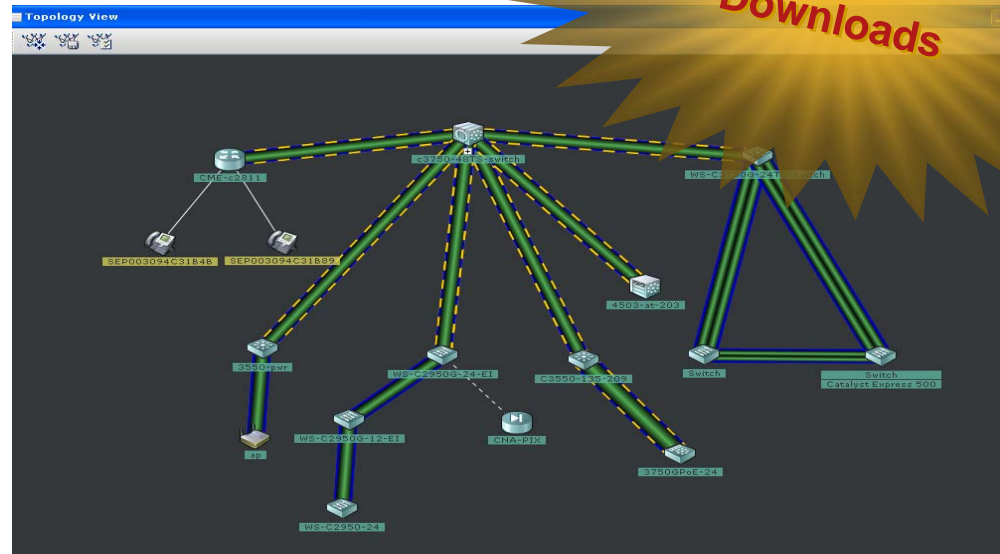 Downloads
Topology View
c3750-48TS-switch
CME-c2811
SEP003094C31B4B
SEP003094C31B89
4503-at-203
3550-pwr
WS-C2950G-24-EI
C3550-135-209
Switch
Switch
Catalyst Express 500
WS-C2950G-12-EI
CNA-PIX
ap
3750GPoE-24
WS-C2950-24